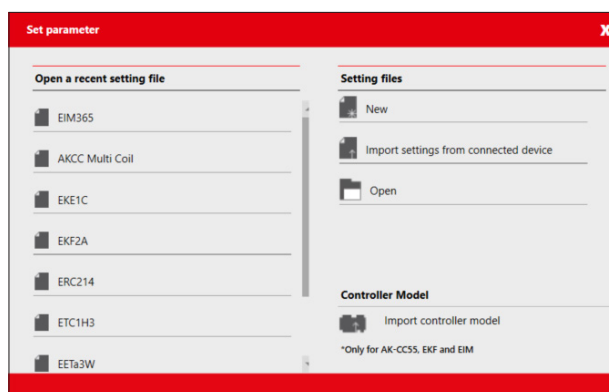 Set parameter
X
Open a recent setting file
EIM365
AKCC Multi Coil
EKE1C
EKF2A
ERC214
ETC1H3
EETa3W
Setting files
New
Import settings from connected device
Open
Controller Model
Import controller model
*Only for AK-CC55, EKF and EIM